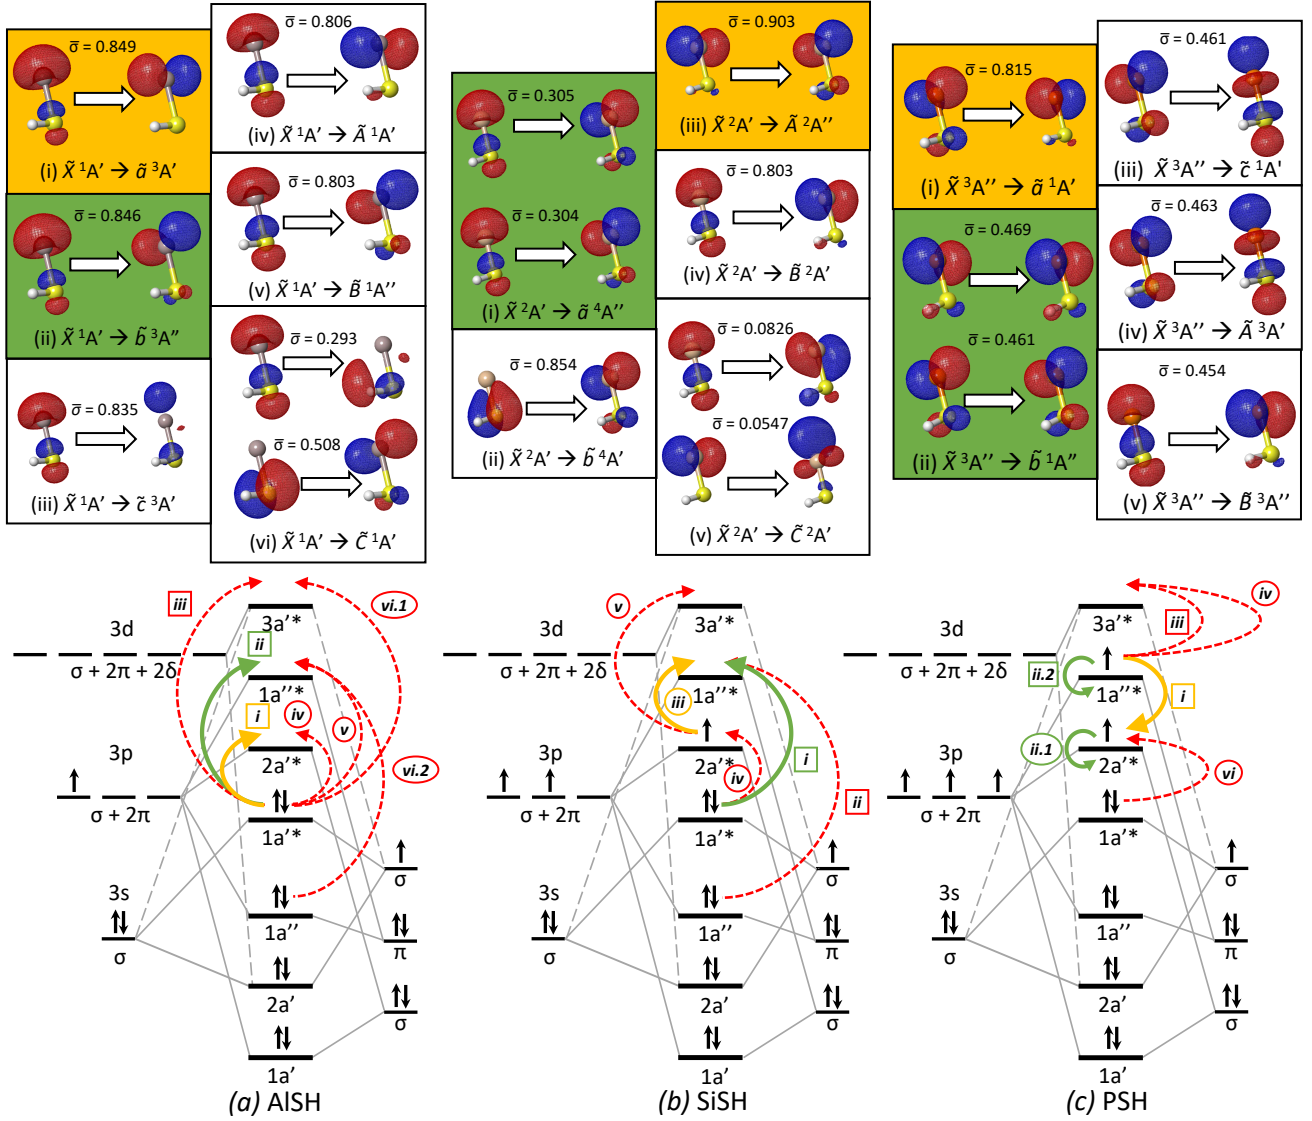 σ̅ = 0.849
(i) X̃ ¹A′ → ã ³A′
σ̅ = 0.846
(ii) X̃ ¹A′ → b̃ ³A″
σ̅ = 0.835
(iii) X̃ ¹A′ → c̃ ³A′
σ̅ = 0.806
(iv) X̃ ¹A′ → Ã ¹A′
σ̅ = 0.803
(v) X̃ ¹A′ → B̃ ¹A″
σ̅ = 0.293
σ̅ = 0.508
(vi) X̃ ¹A′ → C̃ ¹A′
σ̅ = 0.305
σ̅ = 0.304
(i) X̃ ²A′ → ã ⁴A″
σ̅ = 0.854
(ii) X̃ ²A′ → b̃ ⁴A′
σ̅ = 0.903
(iii) X̃ ²A′ → Ã ²A″
σ̅ = 0.803
(iv) X̃ ²A′ → B̃ ²A′
σ̅ = 0.0826
σ̅ = 0.0547
(v) X̃ ²A′ → C̃ ²A′
σ̅ = 0.815
(i) X̃ ³A″ → ã ¹A′
σ̅ = 0.469
σ̅ = 0.461
(ii) X̃ ³A″ → b̃ ¹A″
σ̅ = 0.461
(iii) X̃ ³A″ → c̃ ¹A'
σ̅ = 0.463
(iv) X̃ ³A″ → Ã ³A′
σ̅ = 0.454
(v) X̃ ³A″ → B̃ ³A″
3d
σ + 2π + 2δ
3p
σ + 2π
3s
σ
3a′*
1a″*
2a′*
1a′*
1a″
2a′
1a′
σ
π
σ
iii
ii
i
iv
v
vi.1
vi.2
(a) AlSH
3d
σ + 2π + 2δ
3p
σ + 2π
3s
σ
3a′*
1a″*
2a′*
1a′*
1a″
2a′
1a′
σ
π
σ
v
iii
iv
i
ii
(b) SiSH
3d
σ + 2π + 2δ
3p
σ + 2π
3s
σ
3a′*
1a″*
2a′*
1a′*
1a″
2a′
1a′
σ
π
σ
iv
iii
ii.2
i
ii.1
vi
(c) PSH